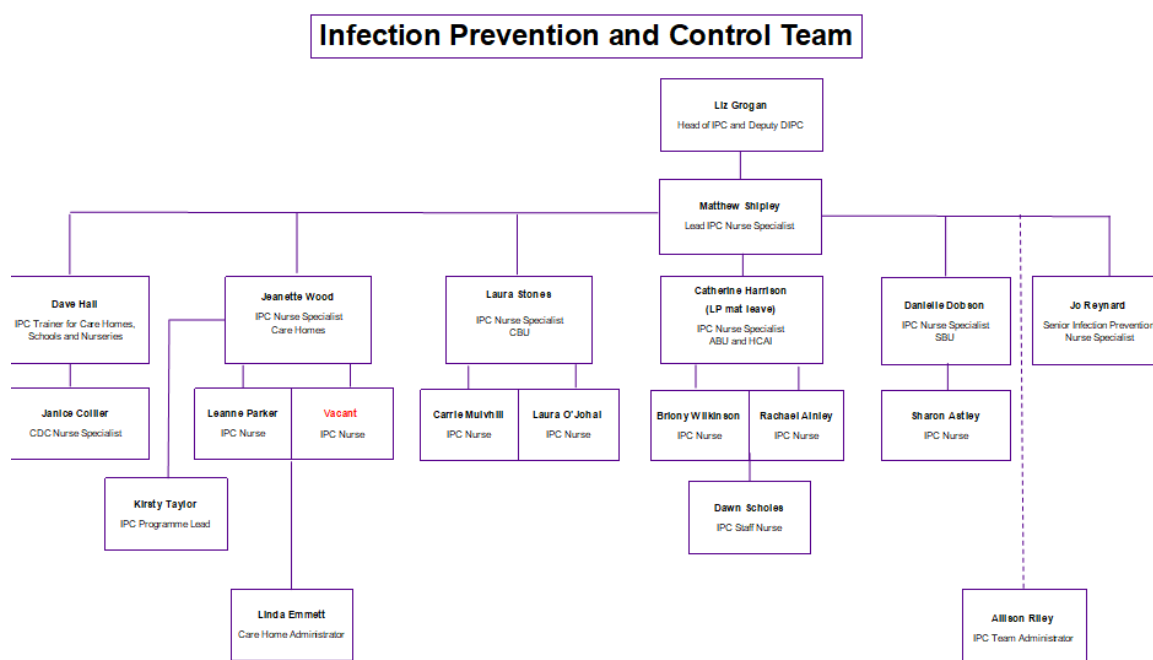 Infection Prevention and Control Team
Liz Grogan
Head of IPC and Deputy DIPC
Matthew Shipley
Lead IPC Nurse Specialist
Dave Hall
IPC Trainer for Care Homes,
Schools and Nurseries
Jeanette Wood
IPC Nurse Specialist
Care Homes
Laura Stones
IPC Nurse Specialist
CBU
Catherine Harrison
(LP mat leave)
IPC Nurse Specialist
ABU and HCAI
Danielle Dobson
IPC Nurse Specialist
SBU
Jo Reynard
Senior Infection Prevention
Nurse Specialist
Janice Collier
CDC Nurse Specialist
Leanne Parker
IPC Nurse
Vacant
IPC Nurse
Carrie Mulvhill
IPC Nurse
Laura O'Johal
IPC Nurse
Briony Wilkinson
IPC Nurse
Rachael Ainley
IPC Nurse
Sharon Astley
IPC Nurse
Kirsty Taylor
IPC Programme Lead
Dawn Scholes
IPC Staff Nurse
Linda Emmett
Care Home Administrator
Allison Riley
IPC Team Administrator